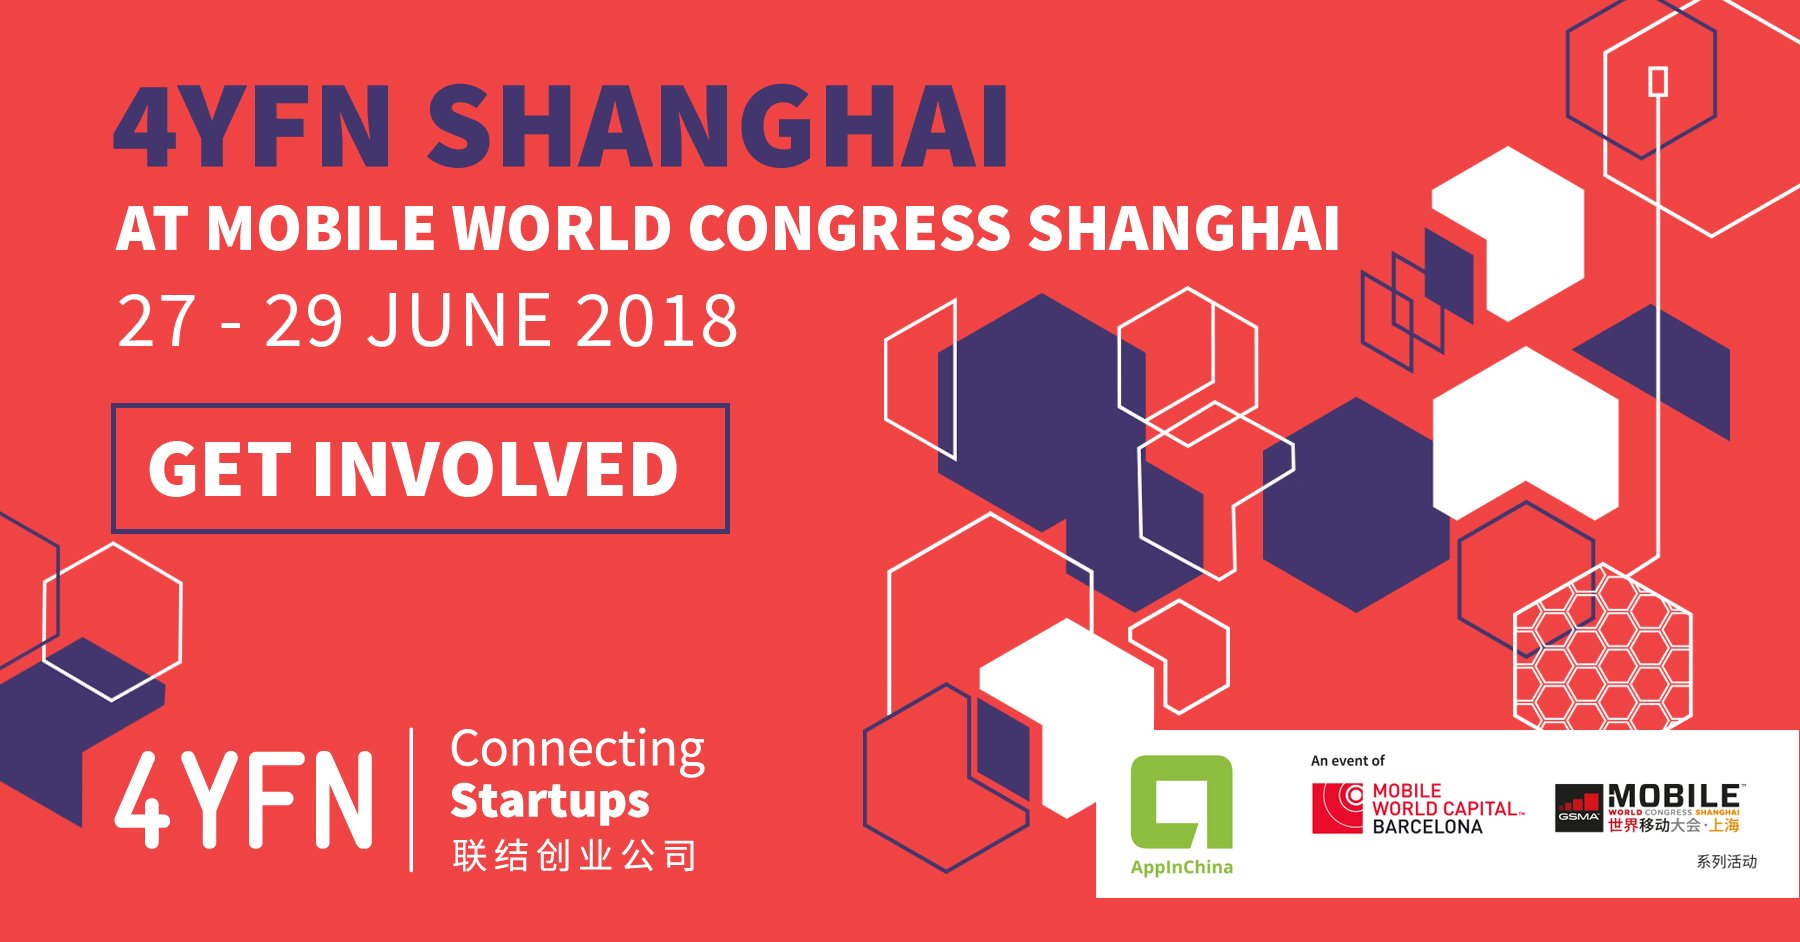 4YFN SHANGHAI
AT MOBILE WORLD CONGRESS SHANGHAI
27 - 29 JUNE 2018
GET INVOLVED
4YFN
Connecting
Startups
联结创业公司
AppInChina
An event of
MOBILE
WORLD CAPITAL™
BARCELONA
GSMA
MOBILE™
WORLD CONGRESS SHANGHAI
世界移动大会·上海
系列活动